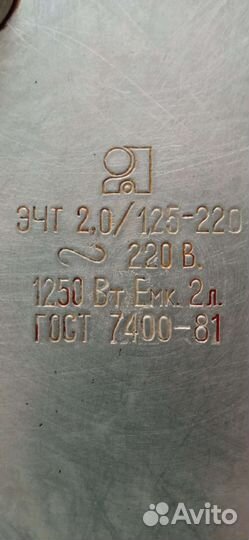 ЭЧТ 2,0/1,25-220
~ 220 В.
1250 Вт. Емк. 2л.
ГОСТ 7400-81
Avito